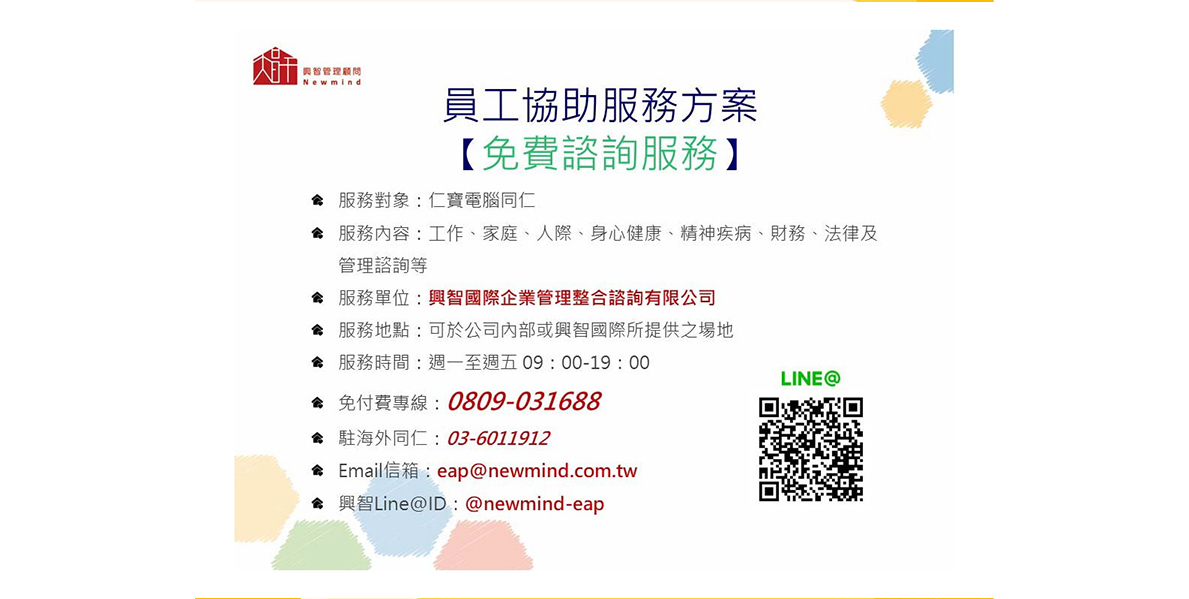 興智管理顧問
Newmind
員工協助服務方案
【免費諮詢服務】
服務對象：仁寶電腦同仁
服務內容：工作、家庭、人際、身心健康、精神疾病、財務、法律及
管理諮詢等
服務單位：興智國際企業管理整合諮詢有限公司
服務地點：可於公司內部或興智國際所提供之場地
服務時間：週一至週五 09：00-19：00
免付費專線：0809-031688
駐海外同仁：03-6011912
Email信箱：eap@newmind.com.tw
興智Line@ID：@newmind-eap
LINE@